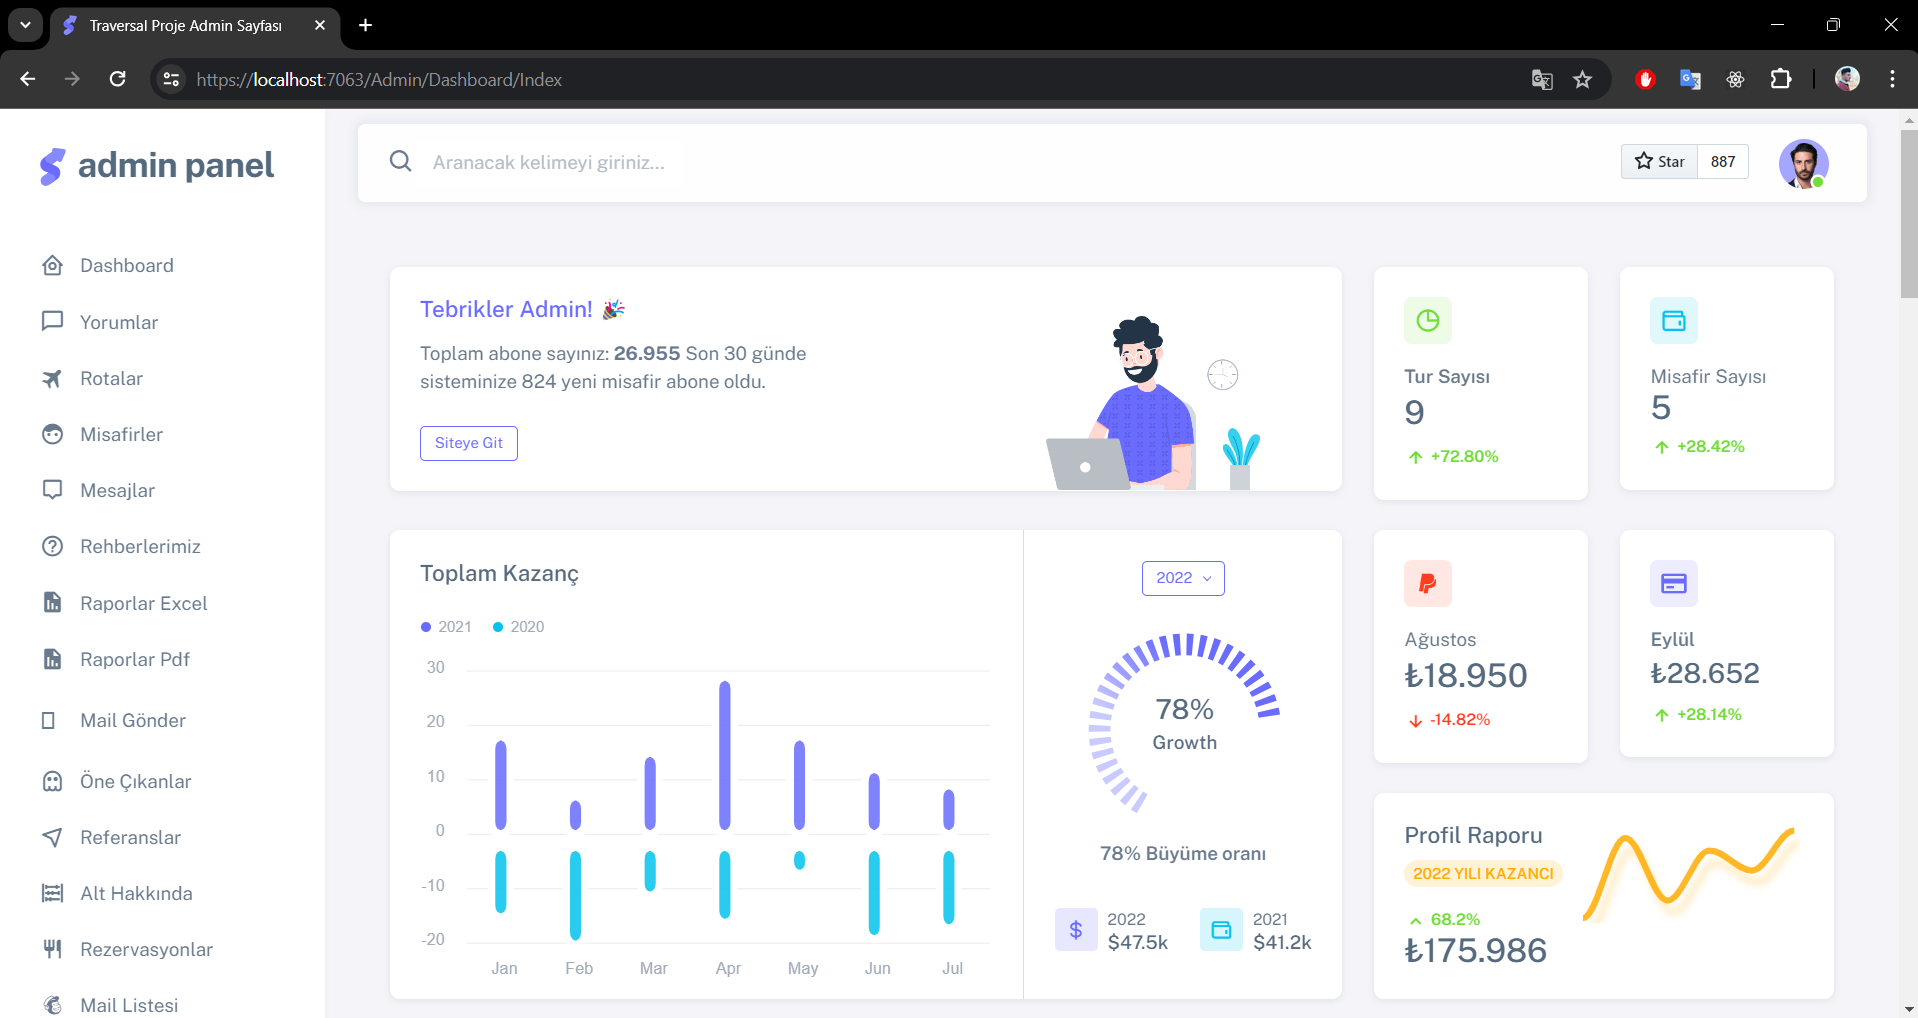 Traversal Proje Admin Sayfası
https://localhost:7063/Admin/Dashboard/Index
admin panel
Aranacak kelimeyi giriniz...
Star 887
Dashboard
Yorumlar
Rotalar
Misafirler
Mesajlar
Rehberlerimiz
Raporlar Excel
Raporlar Pdf
Mail Gönder
Öne Çıkanlar
Referanslar
Alt Hakkında
Rezervasyonlar
Mail Listesi
Tebrikler Admin! 🎉
Toplam abone sayınız: 26.955 Son 30 günde
sisteminize 824 yeni misafir abone oldu.
Siteye Git
Tur Sayısı
9
+72.80%
Misafir Sayısı
5
+28.42%
Toplam Kazanç
2021 2020
30
20
10
0
-10
-20
Jan Feb Mar Apr May Jun Jul
2022
78%
Growth
78% Büyüme oranı
$
2022
$47.5k
2021
$41.2k
Ağustos
₺18.950
-14.82%
Eylül
₺28.652
+28.14%
Profil Raporu
2022 YILI KAZANCI
68.2%
₺175.986